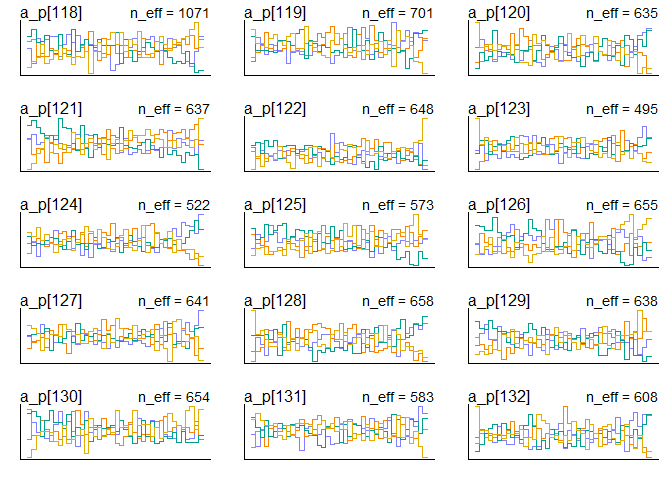 a_p[118] n_eff = 1071 a_p[119] n_eff = 701 a_p[120] n_eff = 635
a_p[121] n_eff = 637 a_p[122] n_eff = 648 a_p[123] n_eff = 495
a_p[124] n_eff = 522 a_p[125] n_eff = 573 a_p[126] n_eff = 655
a_p[127] n_eff = 641 a_p[128] n_eff = 658 a_p[129] n_eff = 638
a_p[130] n_eff = 654 a_p[131] n_eff = 583 a_p[132] n_eff = 608